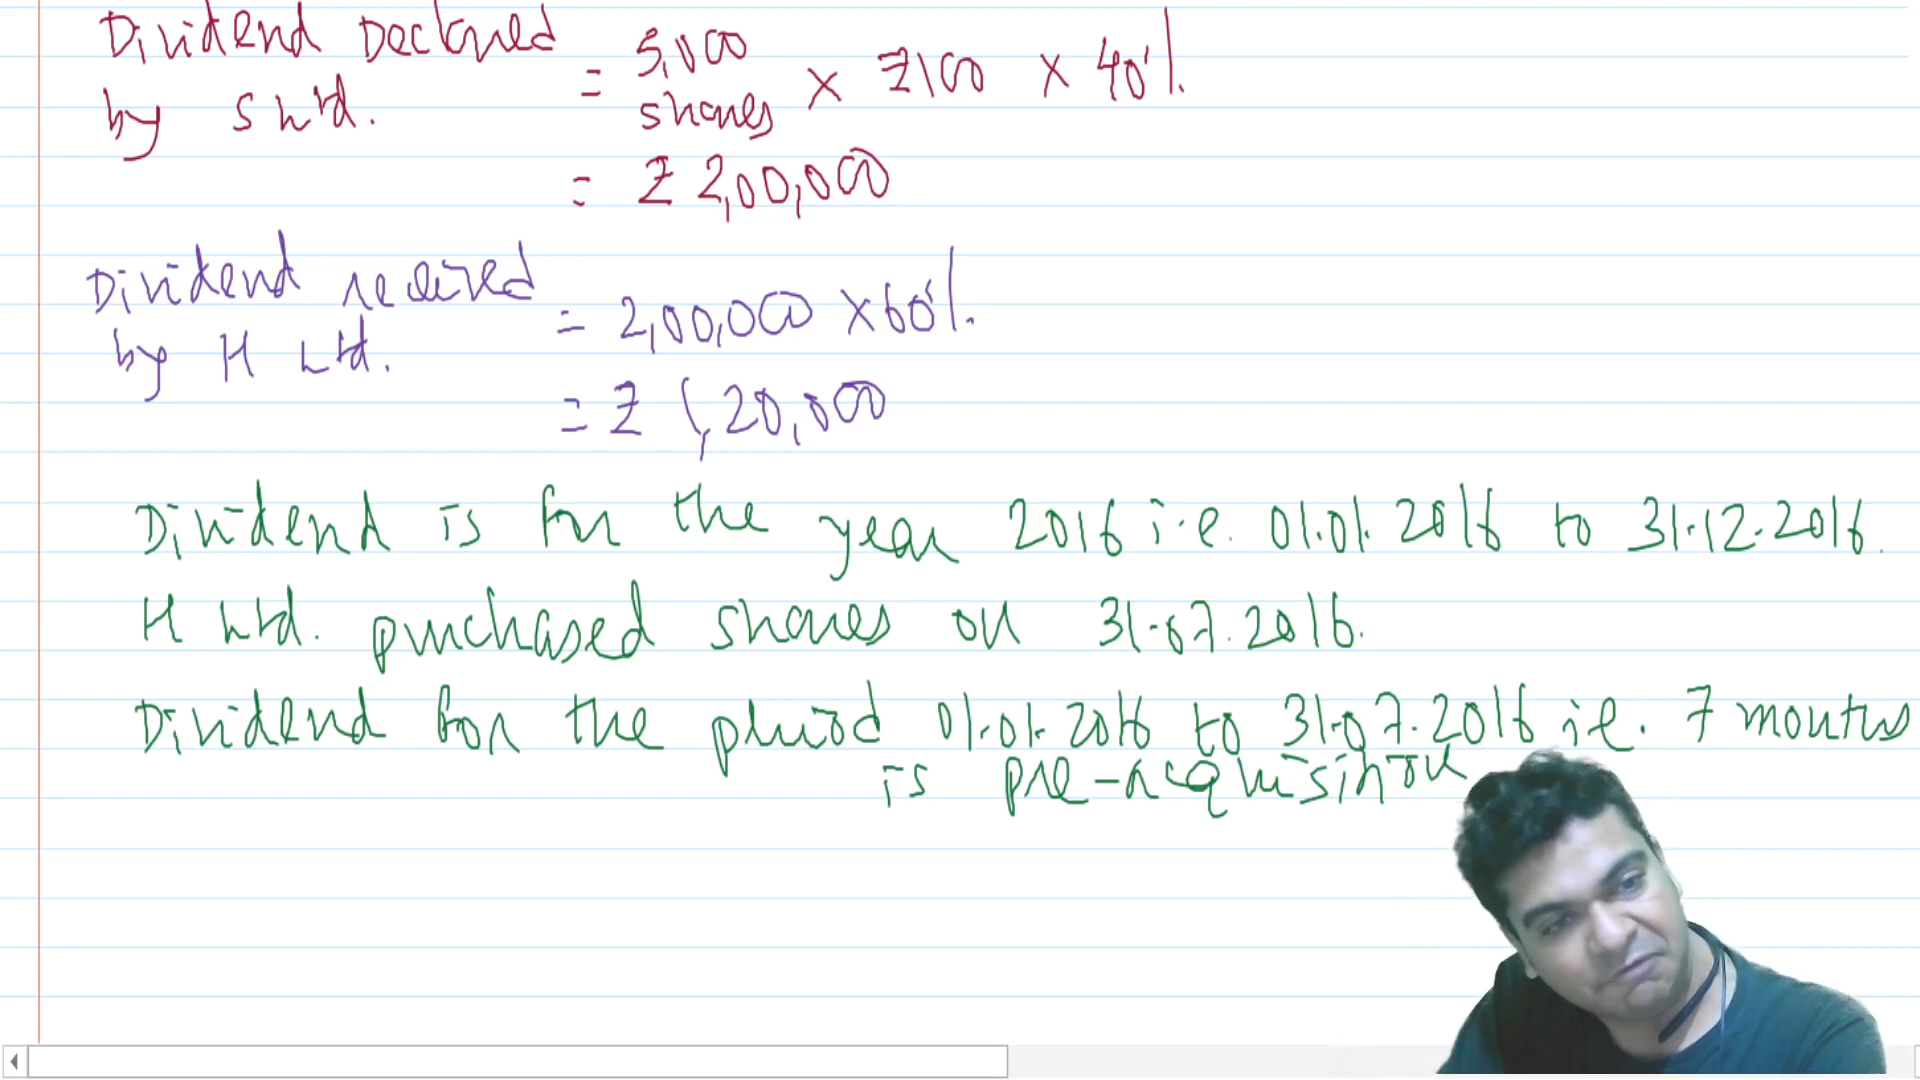 Dividend Declared
by S Ltd.
= 5,000 shares × ₹100 × 40%.
= ₹ 2,00,000
Dividend received
by H Ltd.
= 2,00,000 × 60%.
= ₹ 1,20,000
Dividend is for the year 2016 i.e. 01.01.2016 to 31.12.2016.
H Ltd. purchased shares on 31.07.2016.
Dividend for the period 01.01.2016 to 31.07.2016 i.e. 7 months
is pre-acquisition